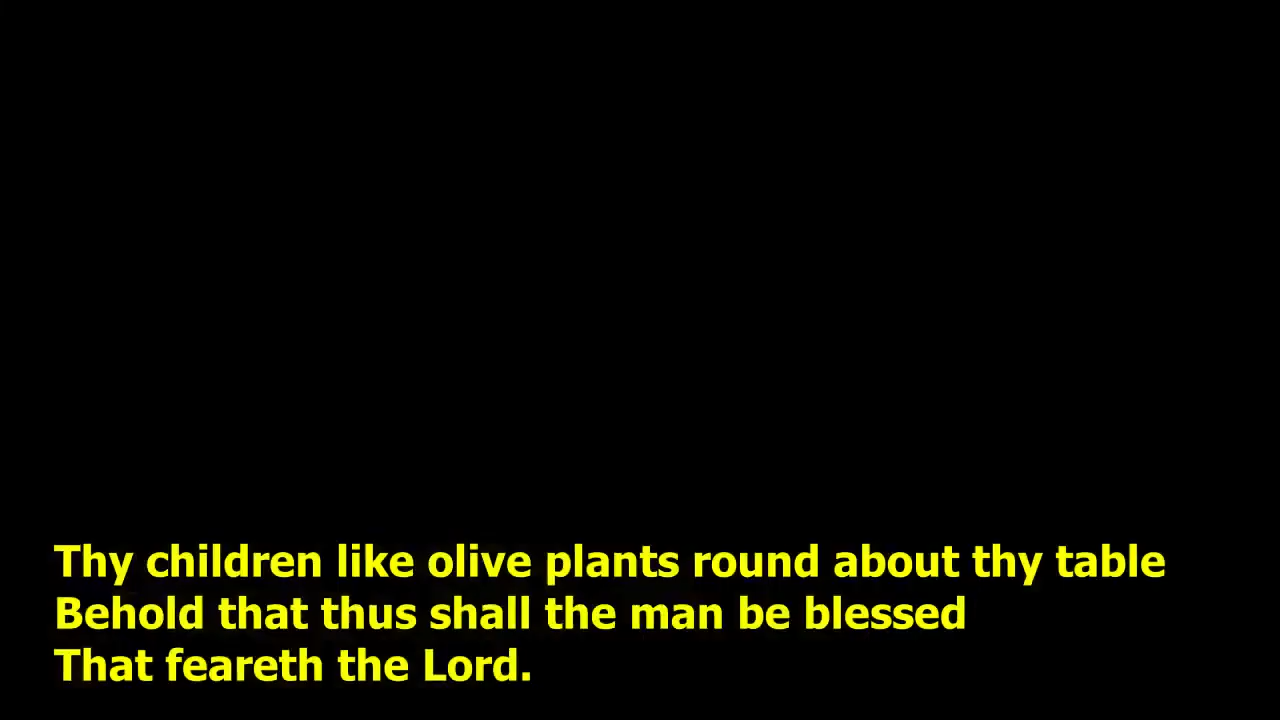 Thy children like olive plants round about thy table
Behold that thus shall the man be blessed
That feareth the Lord.